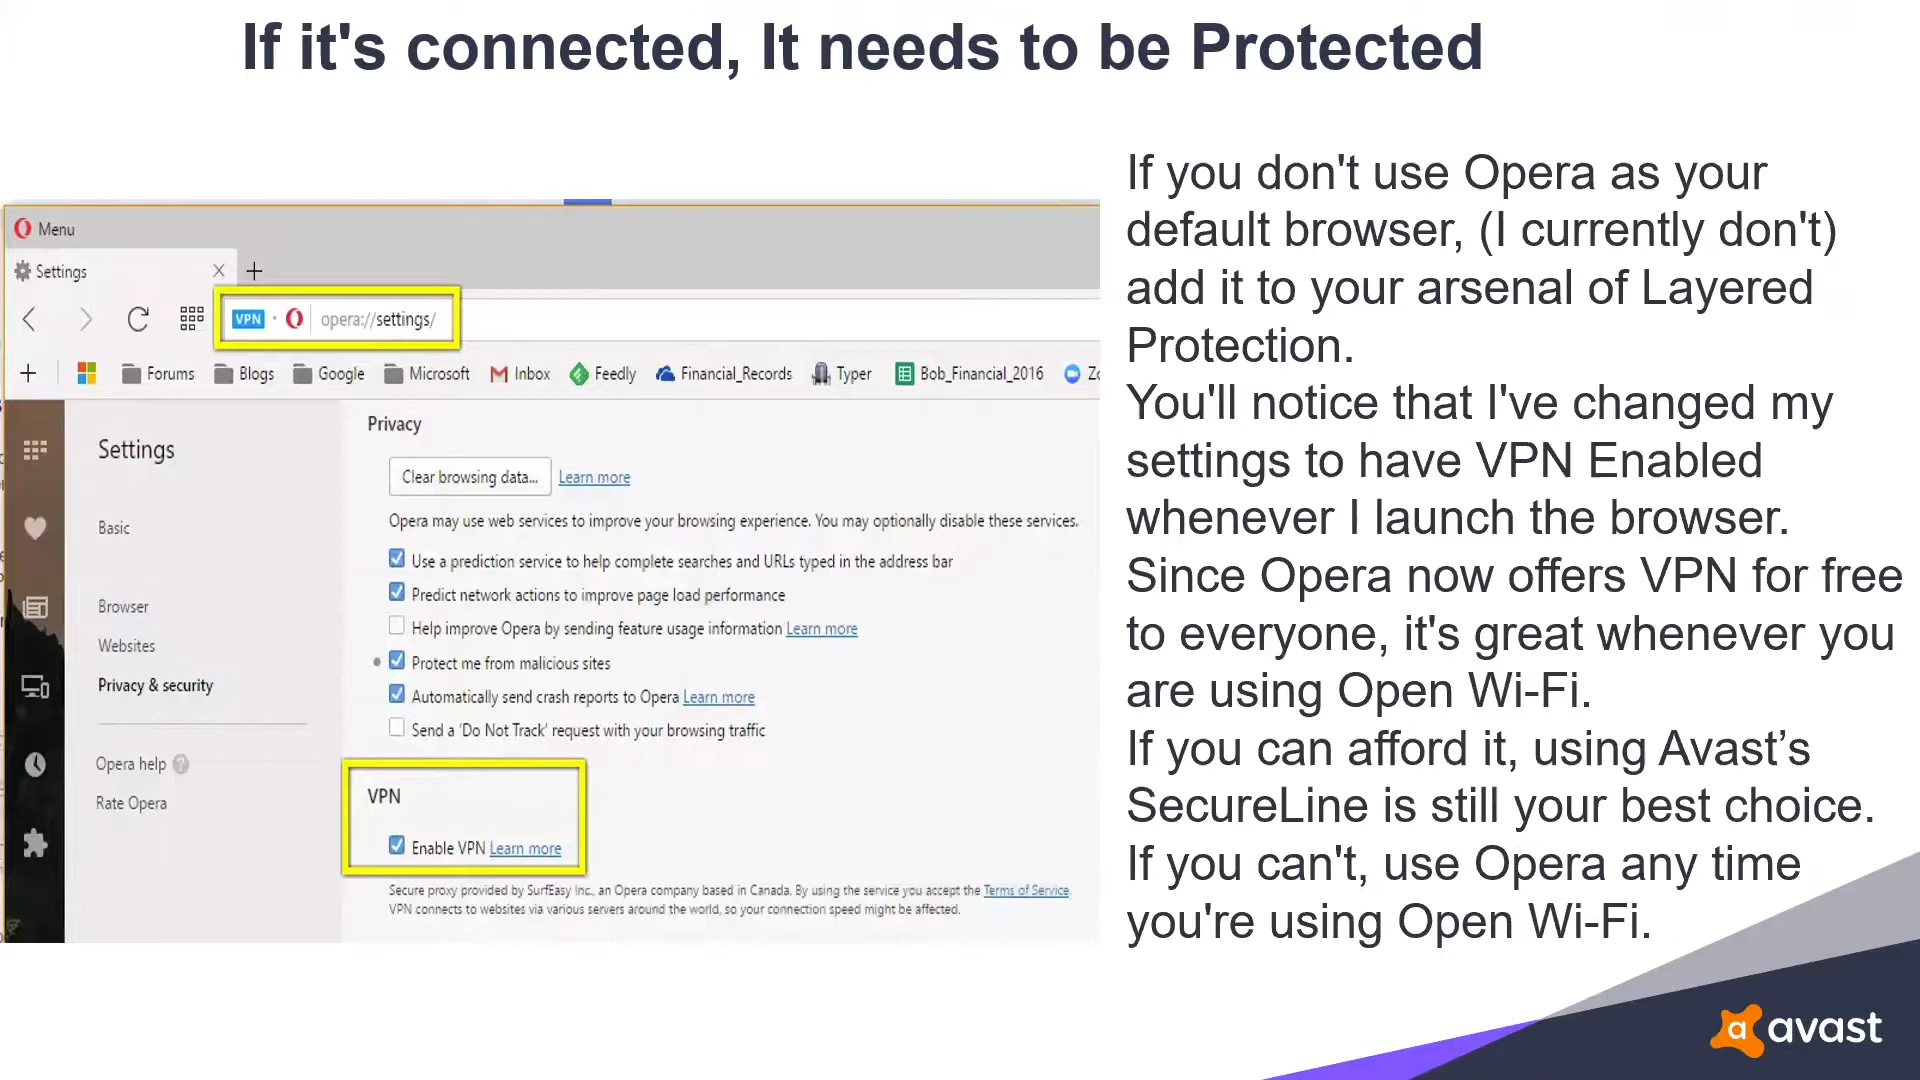 If it's connected, It needs to be Protected
Menu
Settings
VPN opera://settings/
Forums Blogs Google Microsoft Inbox Feedly Financial_Records Typer Bob_Financial_2016
Settings
Basic
Browser
Websites
Privacy & security
Opera help ?
Rate Opera
Privacy
Clear browsing data... Learn more
Opera may use web services to improve your browsing experience. You may optionally disable these services.
Use a prediction service to help complete searches and URLs typed in the address bar
Predict network actions to improve page load performance
Help improve Opera by sending feature usage information Learn more
Protect me from malicious sites
Automatically send crash reports to Opera Learn more
Send a 'Do Not Track' request with your browsing traffic
VPN
Enable VPN Learn more
Secure proxy provided by SurfEasy Inc., an Opera company based in Canada. By using the service you accept the Terms of Service.
VPN connects to websites via various servers around the world, so your connection speed might be affected.
If you don't use Opera as your
default browser, (I currently don't)
add it to your arsenal of Layered
Protection.
You'll notice that I've changed my
settings to have VPN Enabled
whenever I launch the browser.
Since Opera now offers VPN for free
to everyone, it's great whenever you
are using Open Wi-Fi.
If you can afford it, using Avast’s
SecureLine is still your best choice.
If you can't, use Opera any time
you're using Open Wi-Fi.
avast